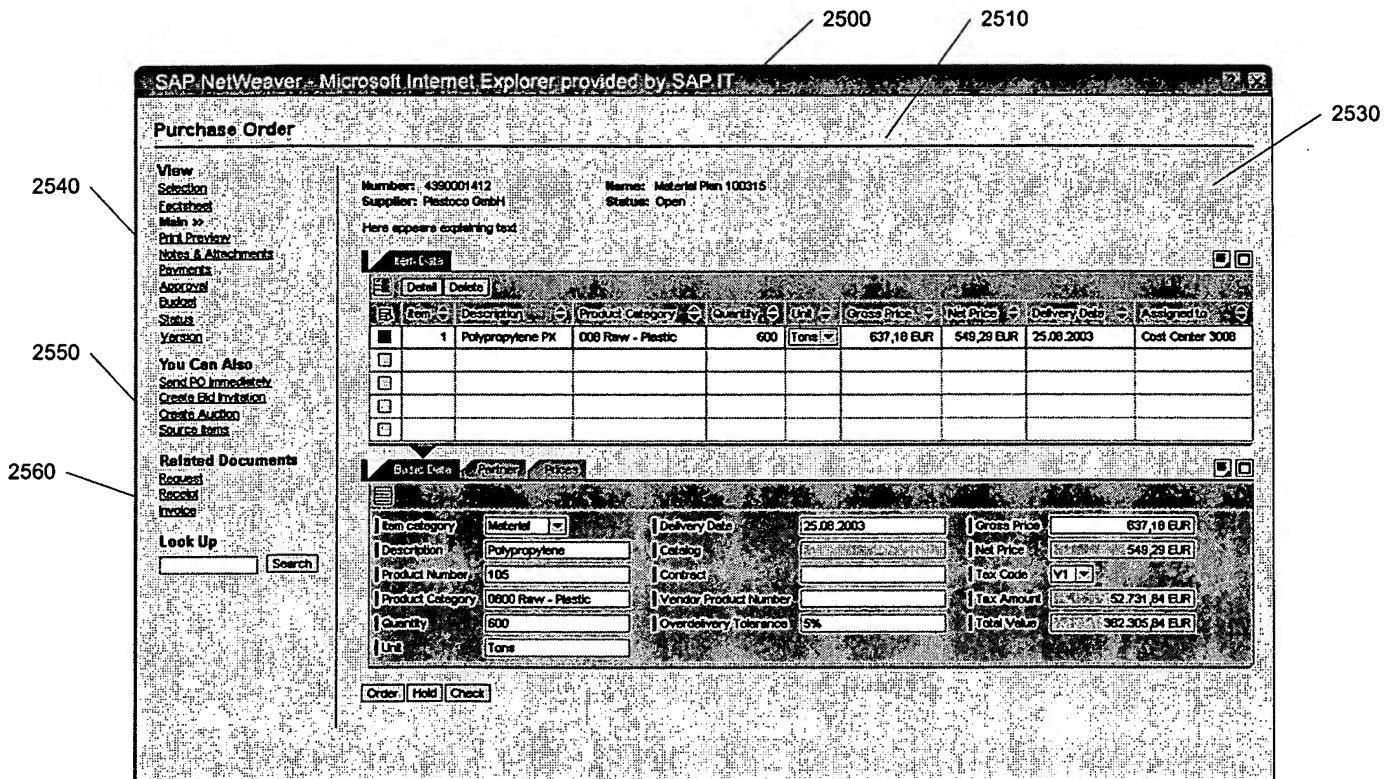 2500
2510
SAP NetWeaver - Microsoft Internet Explorer provided by SAP IT
Purchase Order
2530
2540
View
Selection
Factsheet
Main >>
Print Preview
Notes & Attachments
Payments
Approval
Budget
Status
Version
Number: 4390001412
Name: Material Plan 100315
Supplier: Plastoco GmbH
Status: Open
Here appears explaining text
Item Data
Detail Delete
Item Description Product Category Quantity Unit Gross Price Net Price Delivery Date Assigned to
1 Polypropylene PX 008 Raw - Plastic 600 Tons 637,18 EUR 549,29 EUR 25.08.2003 Cost Center 3008
2550
You Can Also
Send PO Immediately
Create Bid Invitation
Create Auction
Source Items
2560
Related Documents
Request
Receipt
Invoice
Look Up
Search
Basic Data Partner Prices
Item category Material Delivery Date 25.08.2003 Gross Price 637,18 EUR
Description Polypropylene Catalog Net Price 549,29 EUR
Product Number 105 Contract Tax Code V1
Product Category 0800 Raw - Plastic Vendor Product Number Tax Amount 52.731,84 EUR
Quantity 600 Overdelivery Tolerance 5% Total Value 382.305,84 EUR
Unit Tons
Order Hold Check